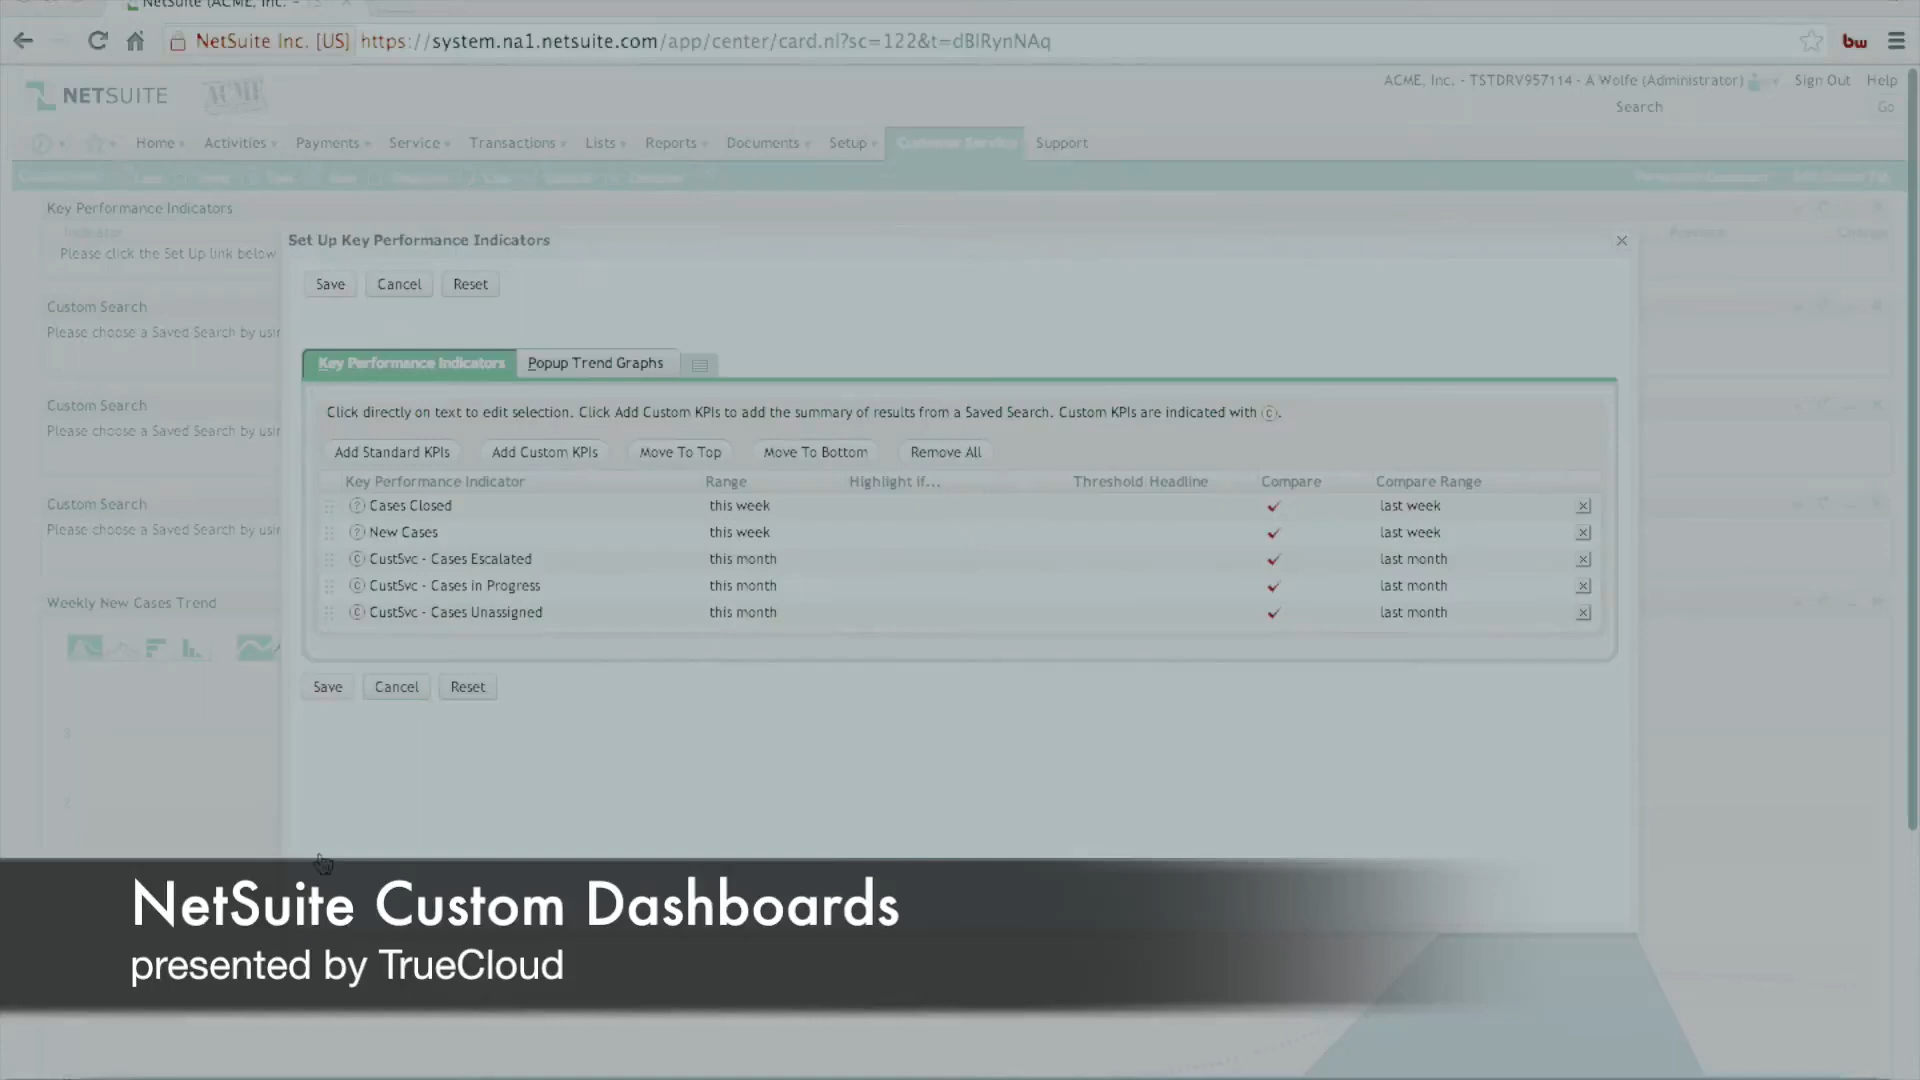 NetSuite (ACME, Inc. -
NetSuite Inc. [US] https://system.na1.netsuite.com/app/center/card.nl?sc=122&t=dBlRynNAq
bw
NETSUITE
ACME
ACME, Inc. - TSTDRV957114 - A Wolfe (Administrator) Sign Out Help
Search Go
Home Activities Payments Service Transactions Lists Reports Documents Setup Customer Service Support
Key Performance Indicators
Indicator Previous Change
Please click the Set Up link below
Set Up Key Performance Indicators
Save Cancel Reset
Custom Search
Please choose a Saved Search by usi
Key Performance Indicators Popup Trend Graphs
Custom Search
Please choose a Saved Search by usi
Click directly on text to edit selection. Click Add Custom KPIs to add the summary of results from a Saved Search. Custom KPIs are indicated with (C).
Add Standard KPIs Add Custom KPIs Move To Top Move To Bottom Remove All
Key Performance Indicator Range Highlight if... Threshold Headline Compare Compare Range
Custom Search
Please choose a Saved Search by usi
Cases Closed this week last week
New Cases this week last week
CustSvc - Cases Escalated this month last month
CustSvc - Cases in Progress this month last month
CustSvc - Cases Unassigned this month last month
Weekly New Cases Trend
Save Cancel Reset
3
2
NetSuite Custom Dashboards
presented by TrueCloud